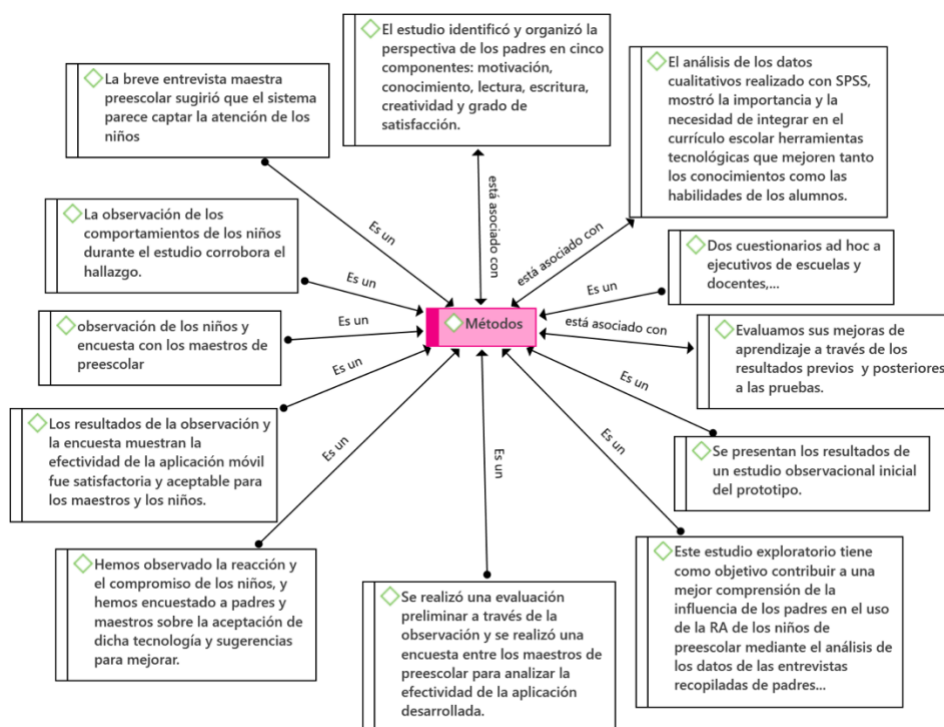 El estudio identificó y organizó la
perspectiva de los padres en cinco
componentes: motivación,
conocimiento, lectura, escritura,
creatividad y grado de
satisfacción.
La breve entrevista maestra
preescolar sugirió que el sistema
parece captar la atención de los
niños
El análisis de los datos
cualitativos realizado con SPSS,
mostró la importancia y la
necesidad de integrar en el
currículo escolar herramientas
tecnológicas que mejoren tanto
los conocimientos como las
habilidades de los alumnos.
Es un
está asociado con
está asociado con
La observación de los
comportamientos de los niños
durante el estudio corrobora el
hallazgo.
Es un
Dos cuestionarios ad hoc a
ejecutivos de escuelas y
docentes,...
Es un
observación de los niños y
encuesta con los maestros de
preescolar
Es un
Métodos
está asociado con
Evaluamos sus mejoras de
aprendizaje a través de los
resultados previos y posteriores
a las pruebas.
Los resultados de la observación y
la encuesta muestran la
efectividad de la aplicación móvil
fue satisfactoria y aceptable para
los maestros y los niños.
Es un
Es un
Es un
Es un
Es un
Se presentan los resultados de
un estudio observacional inicial
del prototipo.
Hemos observado la reacción y
el compromiso de los niños, y
hemos encuestado a padres y
maestros sobre la aceptación de
dicha tecnología y sugerencias
para mejorar.
Se realizó una evaluación
preliminar a través de la
observación y se realizó una
encuesta entre los maestros de
preescolar para analizar la
efectividad de la aplicación
desarrollada.
Este estudio exploratorio tiene
como objetivo contribuir a una
mejor comprensión de la
influencia de los padres en el uso
de la RA de los niños de
preescolar mediante el análisis de
los datos de las entrevistas
recopiladas de padres...